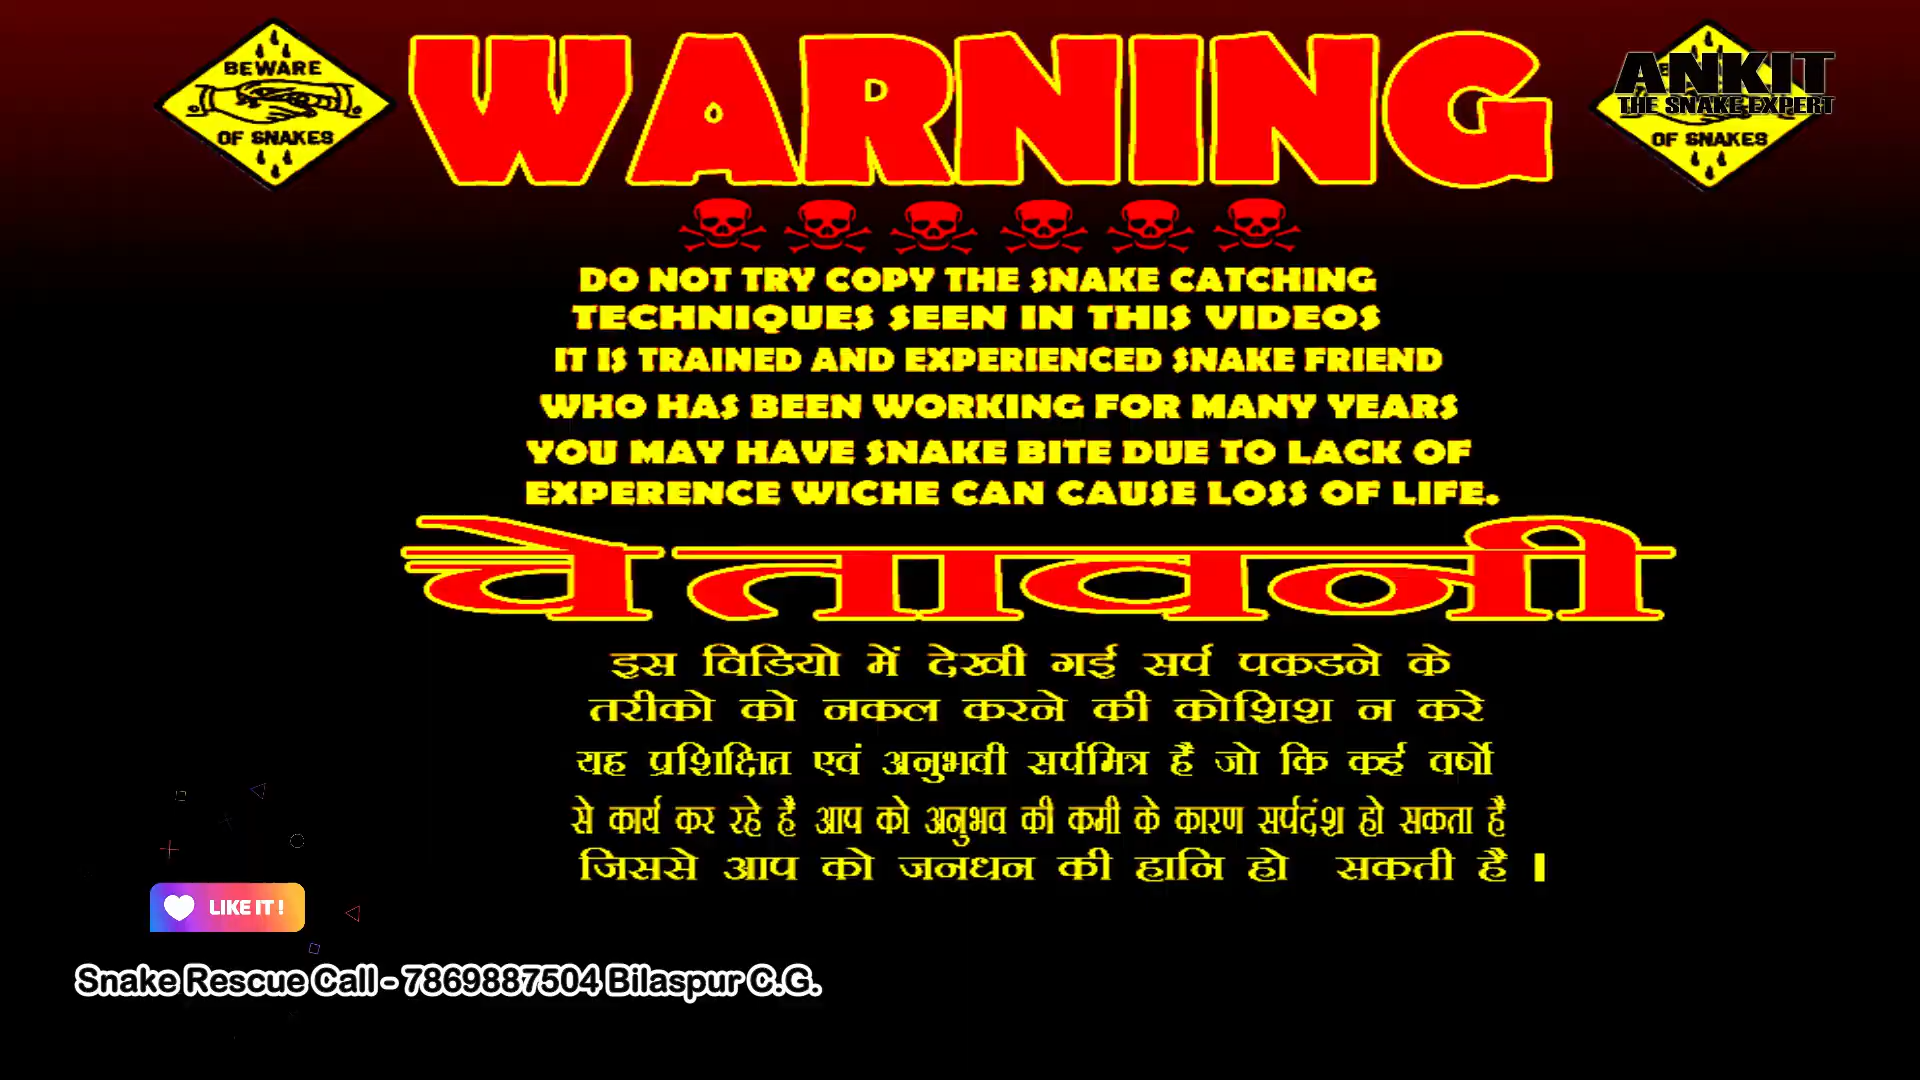 BEWARE
OF SNAKES
WARNING
ANKIT
THE SNAKE EXPERT
OF SNAKES
DO NOT TRY COPY THE SNAKE CATCHING
TECHNIQUES SEEN IN THIS VIDEOS
IT IS TRAINED AND EXPERIENCED SNAKE FRIEND
WHO HAS BEEN WORKING FOR MANY YEARS
YOU MAY HAVE SNAKE BITE DUE TO LACK OF
EXPERENCE WICHE CAN CAUSE LOSS OF LIFE.
चेतावनी
इस विडियो में देखी गई सर्प पकडने के
तरीको को नकल करने की कोशिश न करे
यह प्रशिक्षित एवं अनुभवी सर्पमित्र हैं जो कि कई वर्षो
से कार्य कर रहे है आप को अनुभव की कमी के कारण सर्पदंश हो सकता है
जिससे आप को जनधन की हानि हो सकती है ।
LIKE IT !
Snake Rescue Call - 7869887504 Bilaspur C.G.